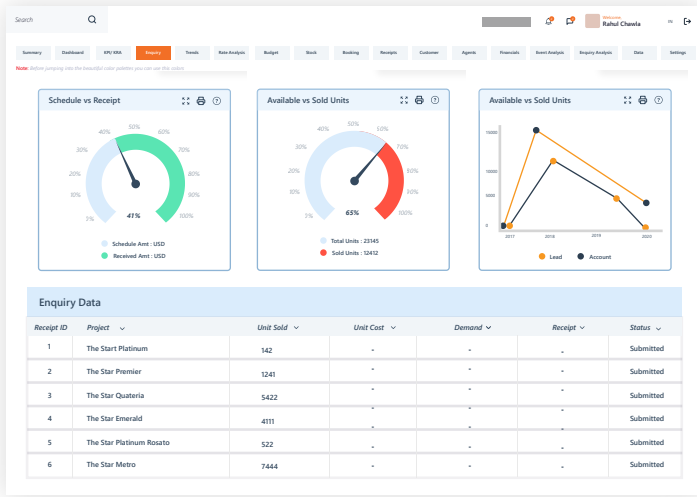 Search
Welcome,
Rahul Chawla
Summary Dashboard KPI/ KRA Enquiry Trends Rate Analysis Budget Stock Booking Receipts Customer Agents Financials Event Analysis Enquiry Analysis Data Settings
Note: Before jumping into the beautiful color palettes you can use this colors
Schedule vs Receipt
30% 40% 50% 60% 70%
20% 80%
10% 90%
100%
41%
Schedule Amt : USD
Received Amt : USD
Available vs Sold Units
30% 40% 50% 60% 70%
20% 80%
10% 90%
100%
65%
Total Units : 23145
Sold Units : 12412
Available vs Sold Units
15000
10000
5000
0
2017 2018 2019 2020
Lead Account
Enquiry Data
Receipt ID Project Unit Sold Unit Cost Demand Receipt Status
1 The Start Platinum 142 - - - Submitted
2 The Star Premier 1241 - - - Submitted
3 The Star Quateria 5422 - - - Submitted
4 The Star Emerald 4111 - - - Submitted
5 The Star Platinum Rosato 522 - - - Submitted
6 The Star Metro 7444 - - - Submitted